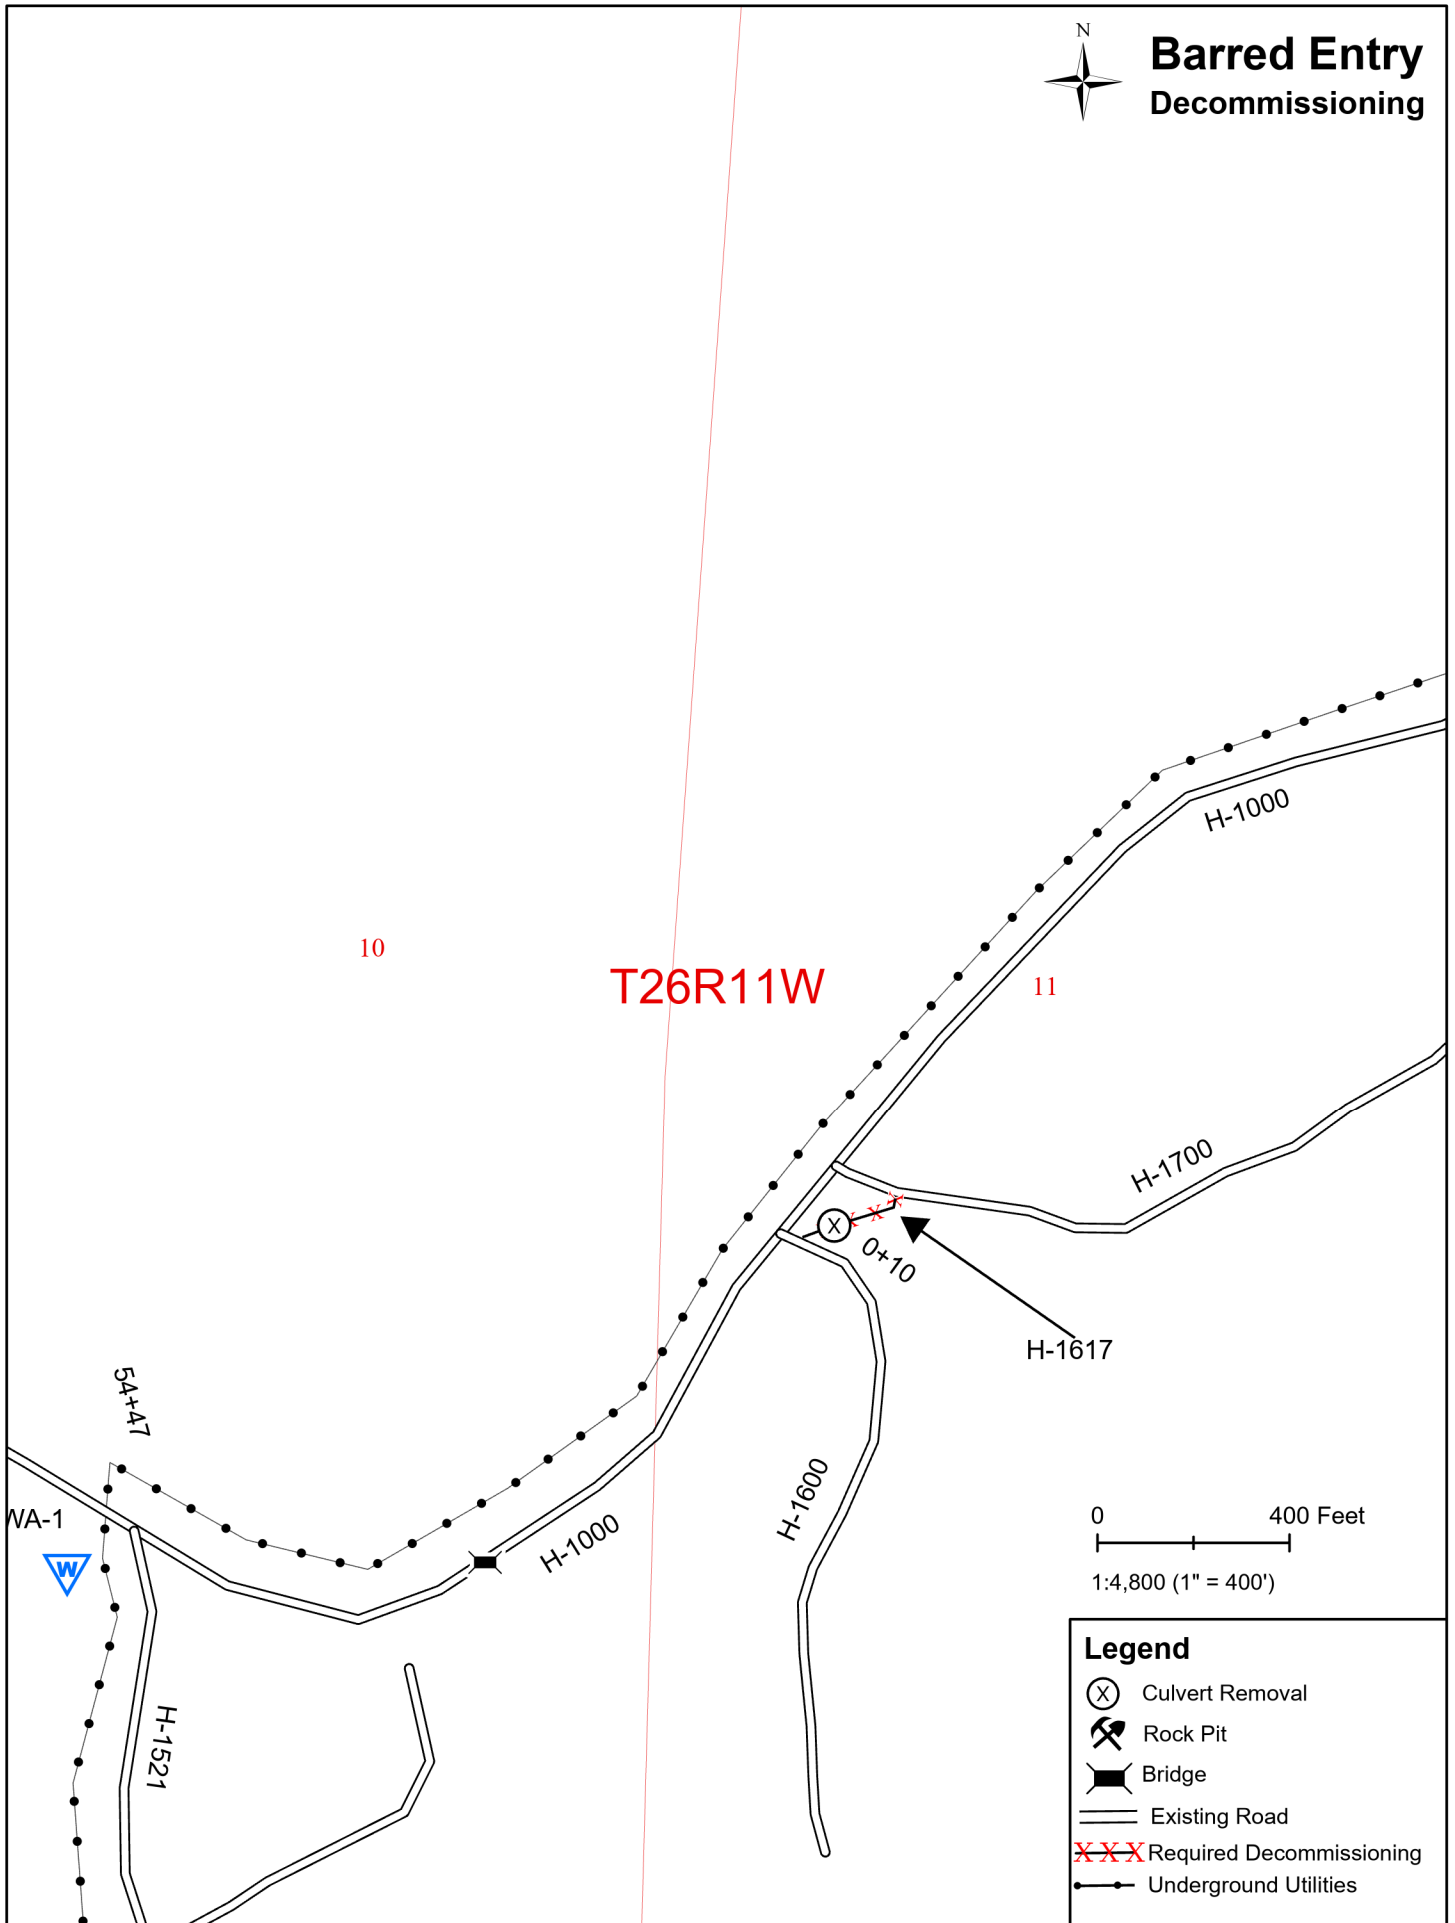 N
Barred Entry
Decommissioning
H-1000
10
T26R11W
11
H-1700
X
0+10
H-1617
54+47
WA-1
W
H-1000
H-1600
H-1521
0 400 Feet
1:4,800 (1" = 400')
Legend
X Culvert Removal
Rock Pit
Bridge
Existing Road
X X X Required Decommissioning
Underground Utilities